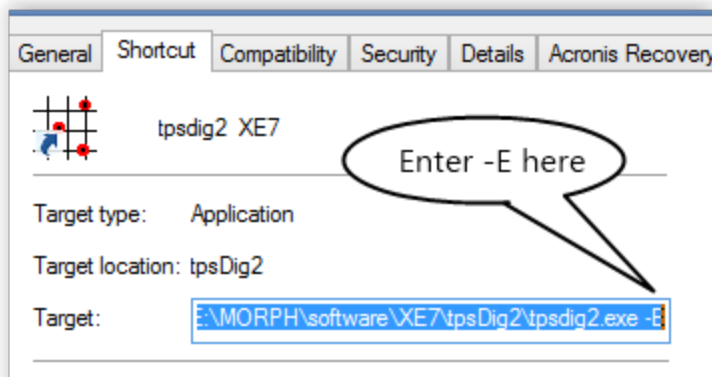 General Shortcut Compatibility Security Details Acronis Recovery
tpsdig2 XE7
Enter -E here
Target type: Application
Target location: tpsDig2
Target: E:\MORPH\software\XE7\tpsDig2\tpsdig2.exe -E